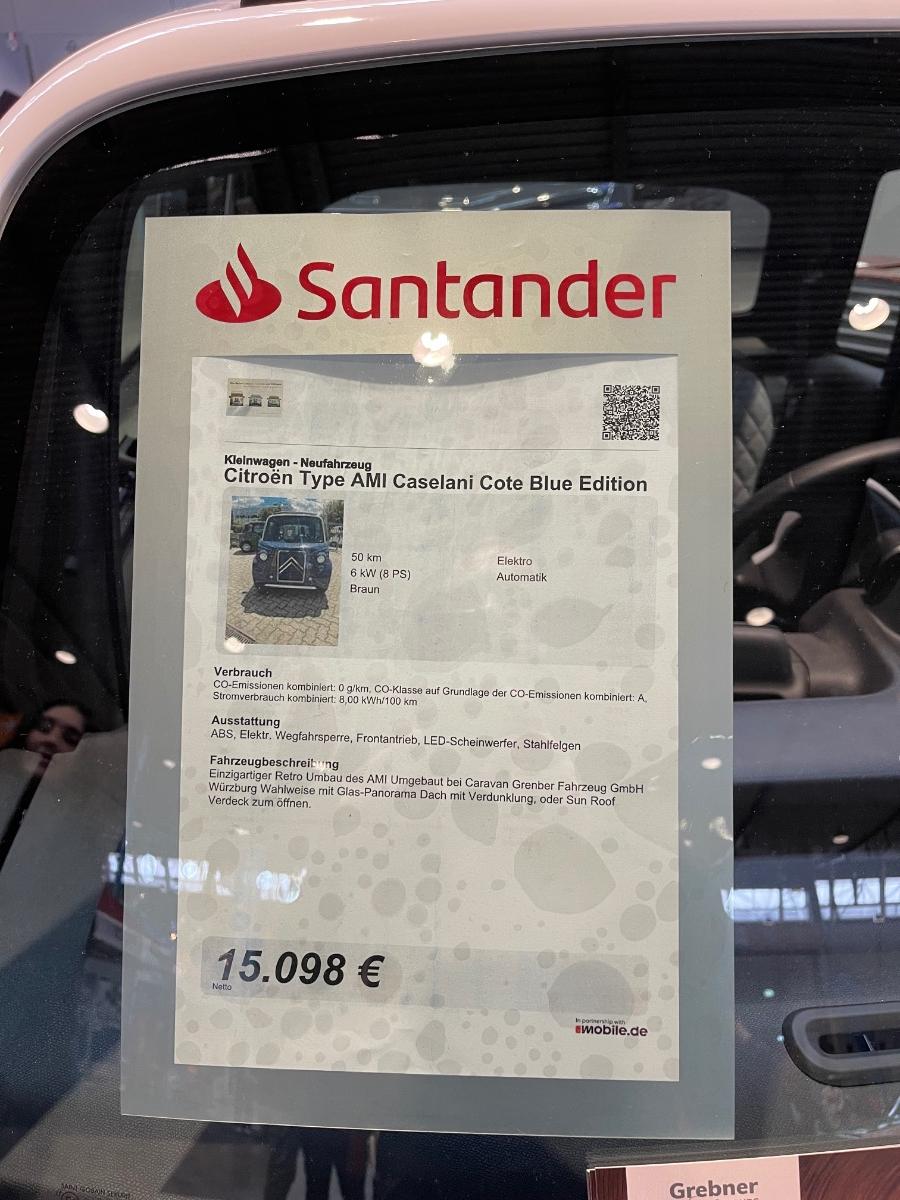 Santander
Kleinwagen - Neufahrzeug
Citroën Type AMI Caselani Cote Blue Edition
50 km
6 kW (8 PS)
Braun
Elektro
Automatik
Verbrauch
CO-Emissionen kombiniert: 0 g/km, CO-Klasse auf Grundlage der CO-Emissionen kombiniert: A,
Stromverbrauch kombiniert: 8,00 kWh/100 km
Ausstattung
ABS, Elektr. Wegfahrsperre, Frontantrieb, LED-Scheinwerfer, Stahlfelgen
Fahrzeugbeschreibung
Einzigartiger Retro Umbau des AMI Umgebaut bei Caravan Grenber Fahrzeug GmbH
Würzburg Wahlweise mit Glas-Panorama Dach mit Verdunklung, oder Sun Roof
Verdeck zum öffnen.
15.098 €
Netto
In partnership with
mobile.de
SAINT-GOBAIN SEKURIT
Grebner